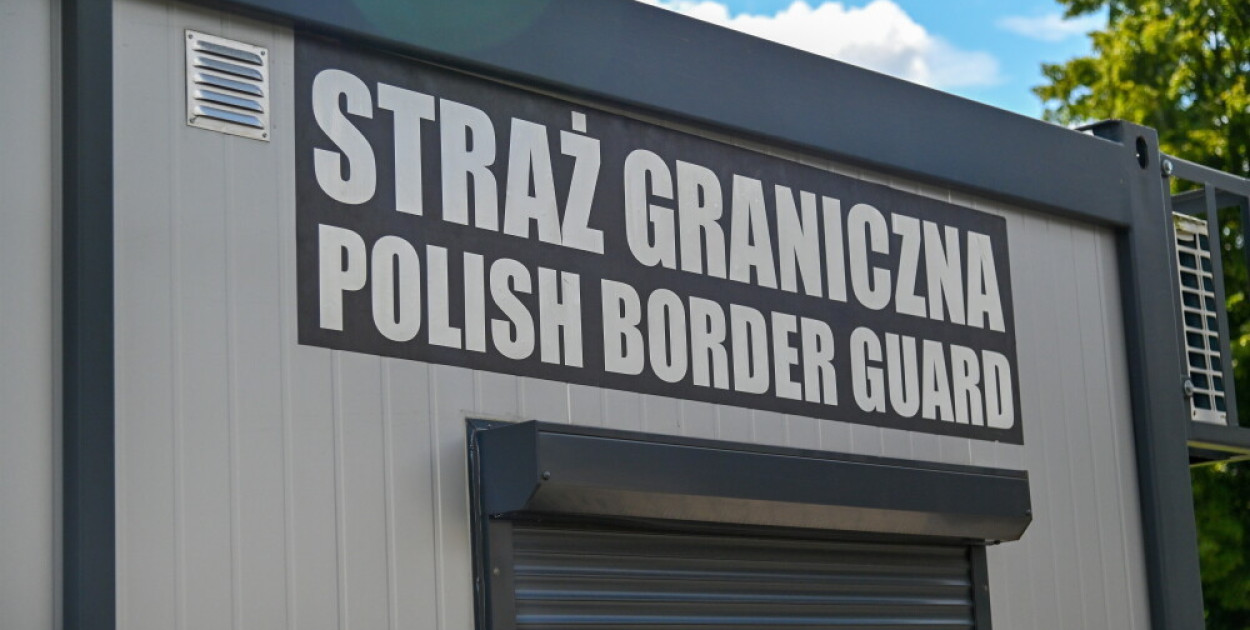 STRAŻ GRANICZNA
POLISH BORDER GUARD